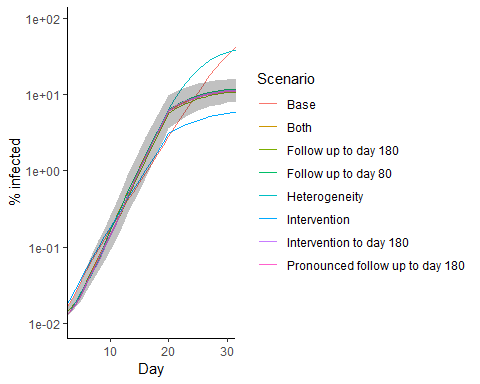 1e+02
1e+01
1e+00
1e-01
1e-02
% infected
10
20
30
Day
Scenario
Base
Both
Follow up to day 180
Follow up to day 80
Heterogeneity
Intervention
Intervention to day 180
Pronounced follow up to day 180